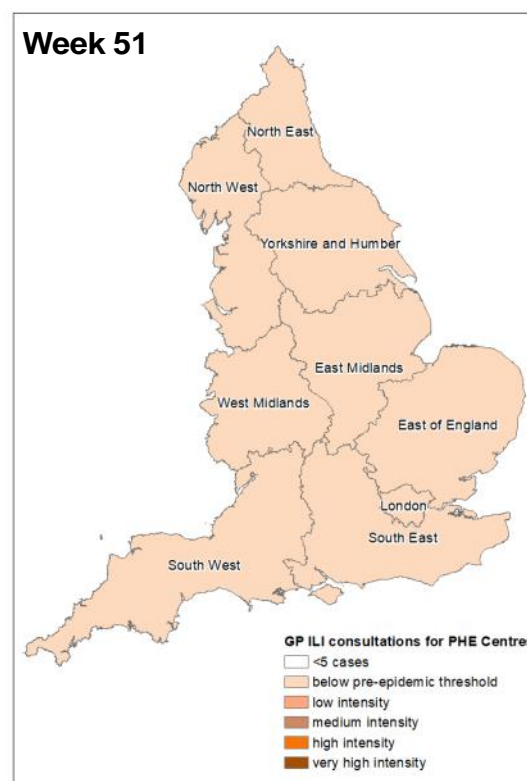 Week 51
North East
North West
Yorkshire and Humber
East Midlands
West Midlands
East of England
London
South East
South West
GP ILI consultations for PHE Centres
<5 cases
below pre-epidemic threshold
low intensity
medium intensity
high intensity
very high intensity